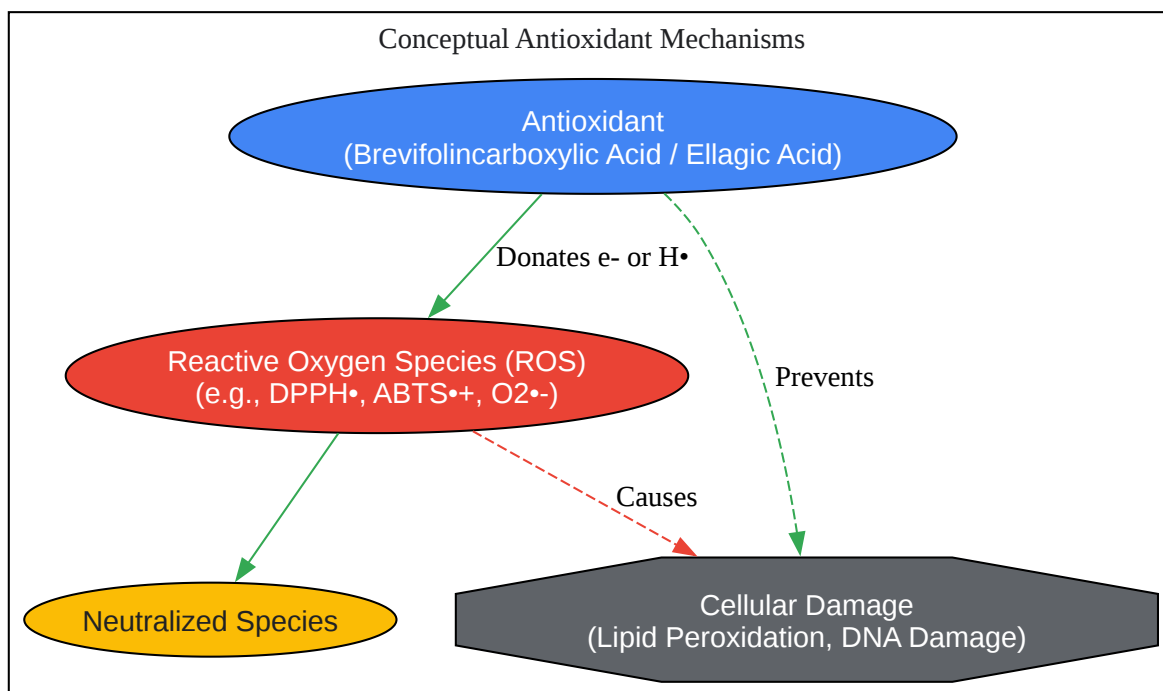 Conceptual Antioxidant Mechanisms
Antioxidant
(Brevifolincarboxylic Acid / Ellagic Acid)
Donates e- or H•
Reactive Oxygen Species (ROS)
(e.g., DPPH•, ABTS•+, O2•-)
Prevents
Causes
Neutralized Species
Cellular Damage
(Lipid Peroxidation, DNA Damage)